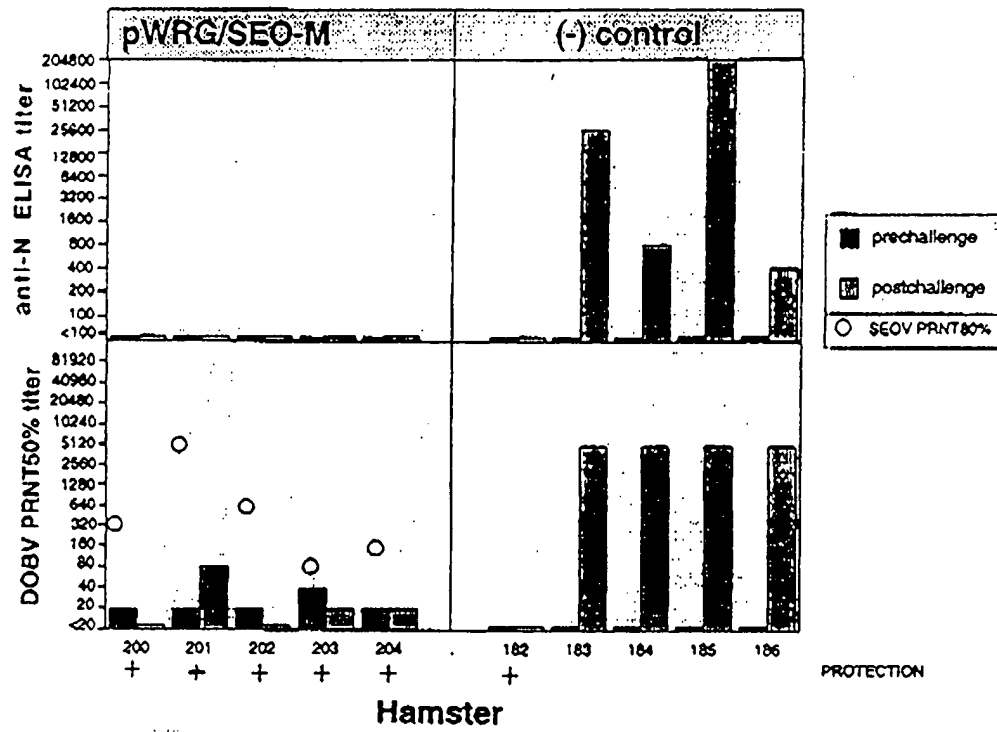 pWRG/SEO-M
(-) control
anti-N ELISA titer
204800
102400
51200
25600
12800
6400
3200
1600
800
400
200
100
<100
prechallenge
postchallenge
SEOV PRNT80%
DOBV PRNT50% titer
81920
40960
20480
10240
5120
2560
1280
640
320
160
80
40
20
<20
200 201 202 203 204 182 183 184 185 186
+ + + + + + PROTECTION
Hamster